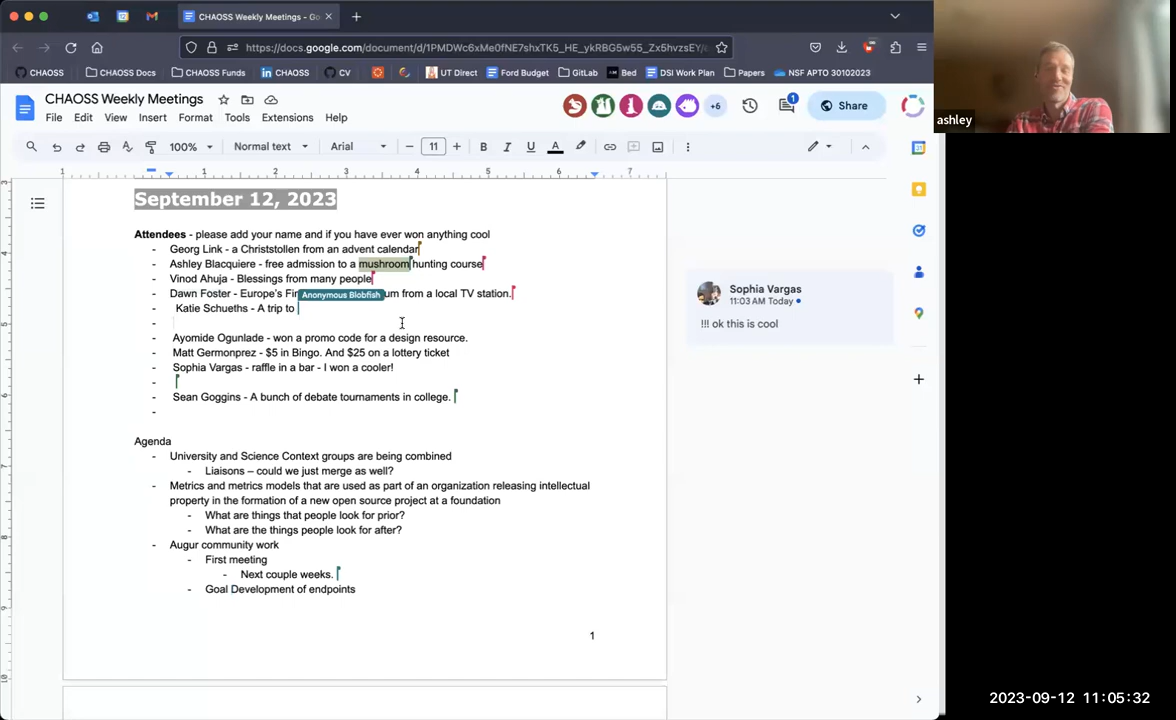 CHAOSS Weekly Meetings - Go
https://docs.google.com/document/d/1PMDWc6xMe0fNE7shxTK5_HE_ykRBG5w55_Zx5hvzsEY/
CHAOSS CHAOSS Docs CHAOSS Funds CHAOSS CV UT Direct Ford Budget GitLab Bed DSI Work Plan Papers NSF APTO 30102023
CHAOSS Weekly Meetings
File Edit View Insert Format Tools Extensions Help
+6 1 Share
100% Normal text Arial 11 B I U A
1 1 2 3 4 5 6 7
September 12, 2023
Attendees - please add your name and if you have ever won anything cool
- Georg Link - a Christstollen from an advent calendar
- Ashley Blacquiere - free admission to a mushroom hunting course
- Vinod Ahuja - Blessings from many people
- Dawn Foster - Europe's Fin um from a local TV station.
Anonymous Blobfish
- Katie Schueths - A trip to
-
- Ayomide Ogunlade - won a promo code for a design resource.
- Matt Germonprez - $5 in Bingo. And $25 on a lottery ticket
- Sophia Vargas - raffle in a bar - I won a cooler!
-
- Sean Goggins - A bunch of debate tournaments in college.
-
Agenda
- University and Science Context groups are being combined
- Liaisons – could we just merge as well?
- Metrics and metrics models that are used as part of an organization releasing intellectual
property in the formation of a new open source project at a foundation
- What are things that people look for prior?
- What are the things people look for after?
- Augur community work
- First meeting
- Next couple weeks.
- Goal Development of endpoints
1
Sophia Vargas
11:03 AM Today
!!! ok this is cool
ashley
2023-09-12 11:05:32